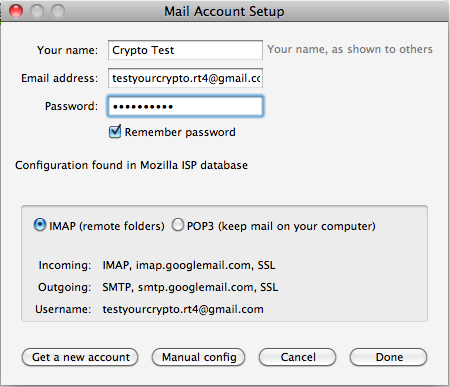 Mail Account Setup
Your name: Crypto Test Your name, as shown to others
Email address: testyourcrypto.rt4@gmail.co
Password: ••••••••••
Remember password
Configuration found in Mozilla ISP database
IMAP (remote folders) POP3 (keep mail on your computer)
Incoming: IMAP, imap.googlemail.com, SSL
Outgoing: SMTP, smtp.googlemail.com, SSL
Username: testyourcrypto.rt4@gmail.com
Get a new account Manual config Cancel Done